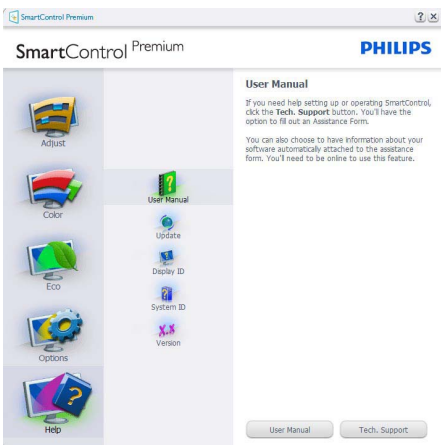 SmartControl Premium
SmartControl Premium
PHILIPS
Adjust
Color
Eco
Options
Help
User Manual
Update
Display ID
System ID
X.X
Version
User Manual
If you need help setting up or operating SmartControl,
click the Tech. Support button. You'll have the
option to fill out an Assistance Form.
You can also choose to have information about your
software automatically attached to the assistance
form. You'll need to be online to use this feature.
User Manual
Tech. Support